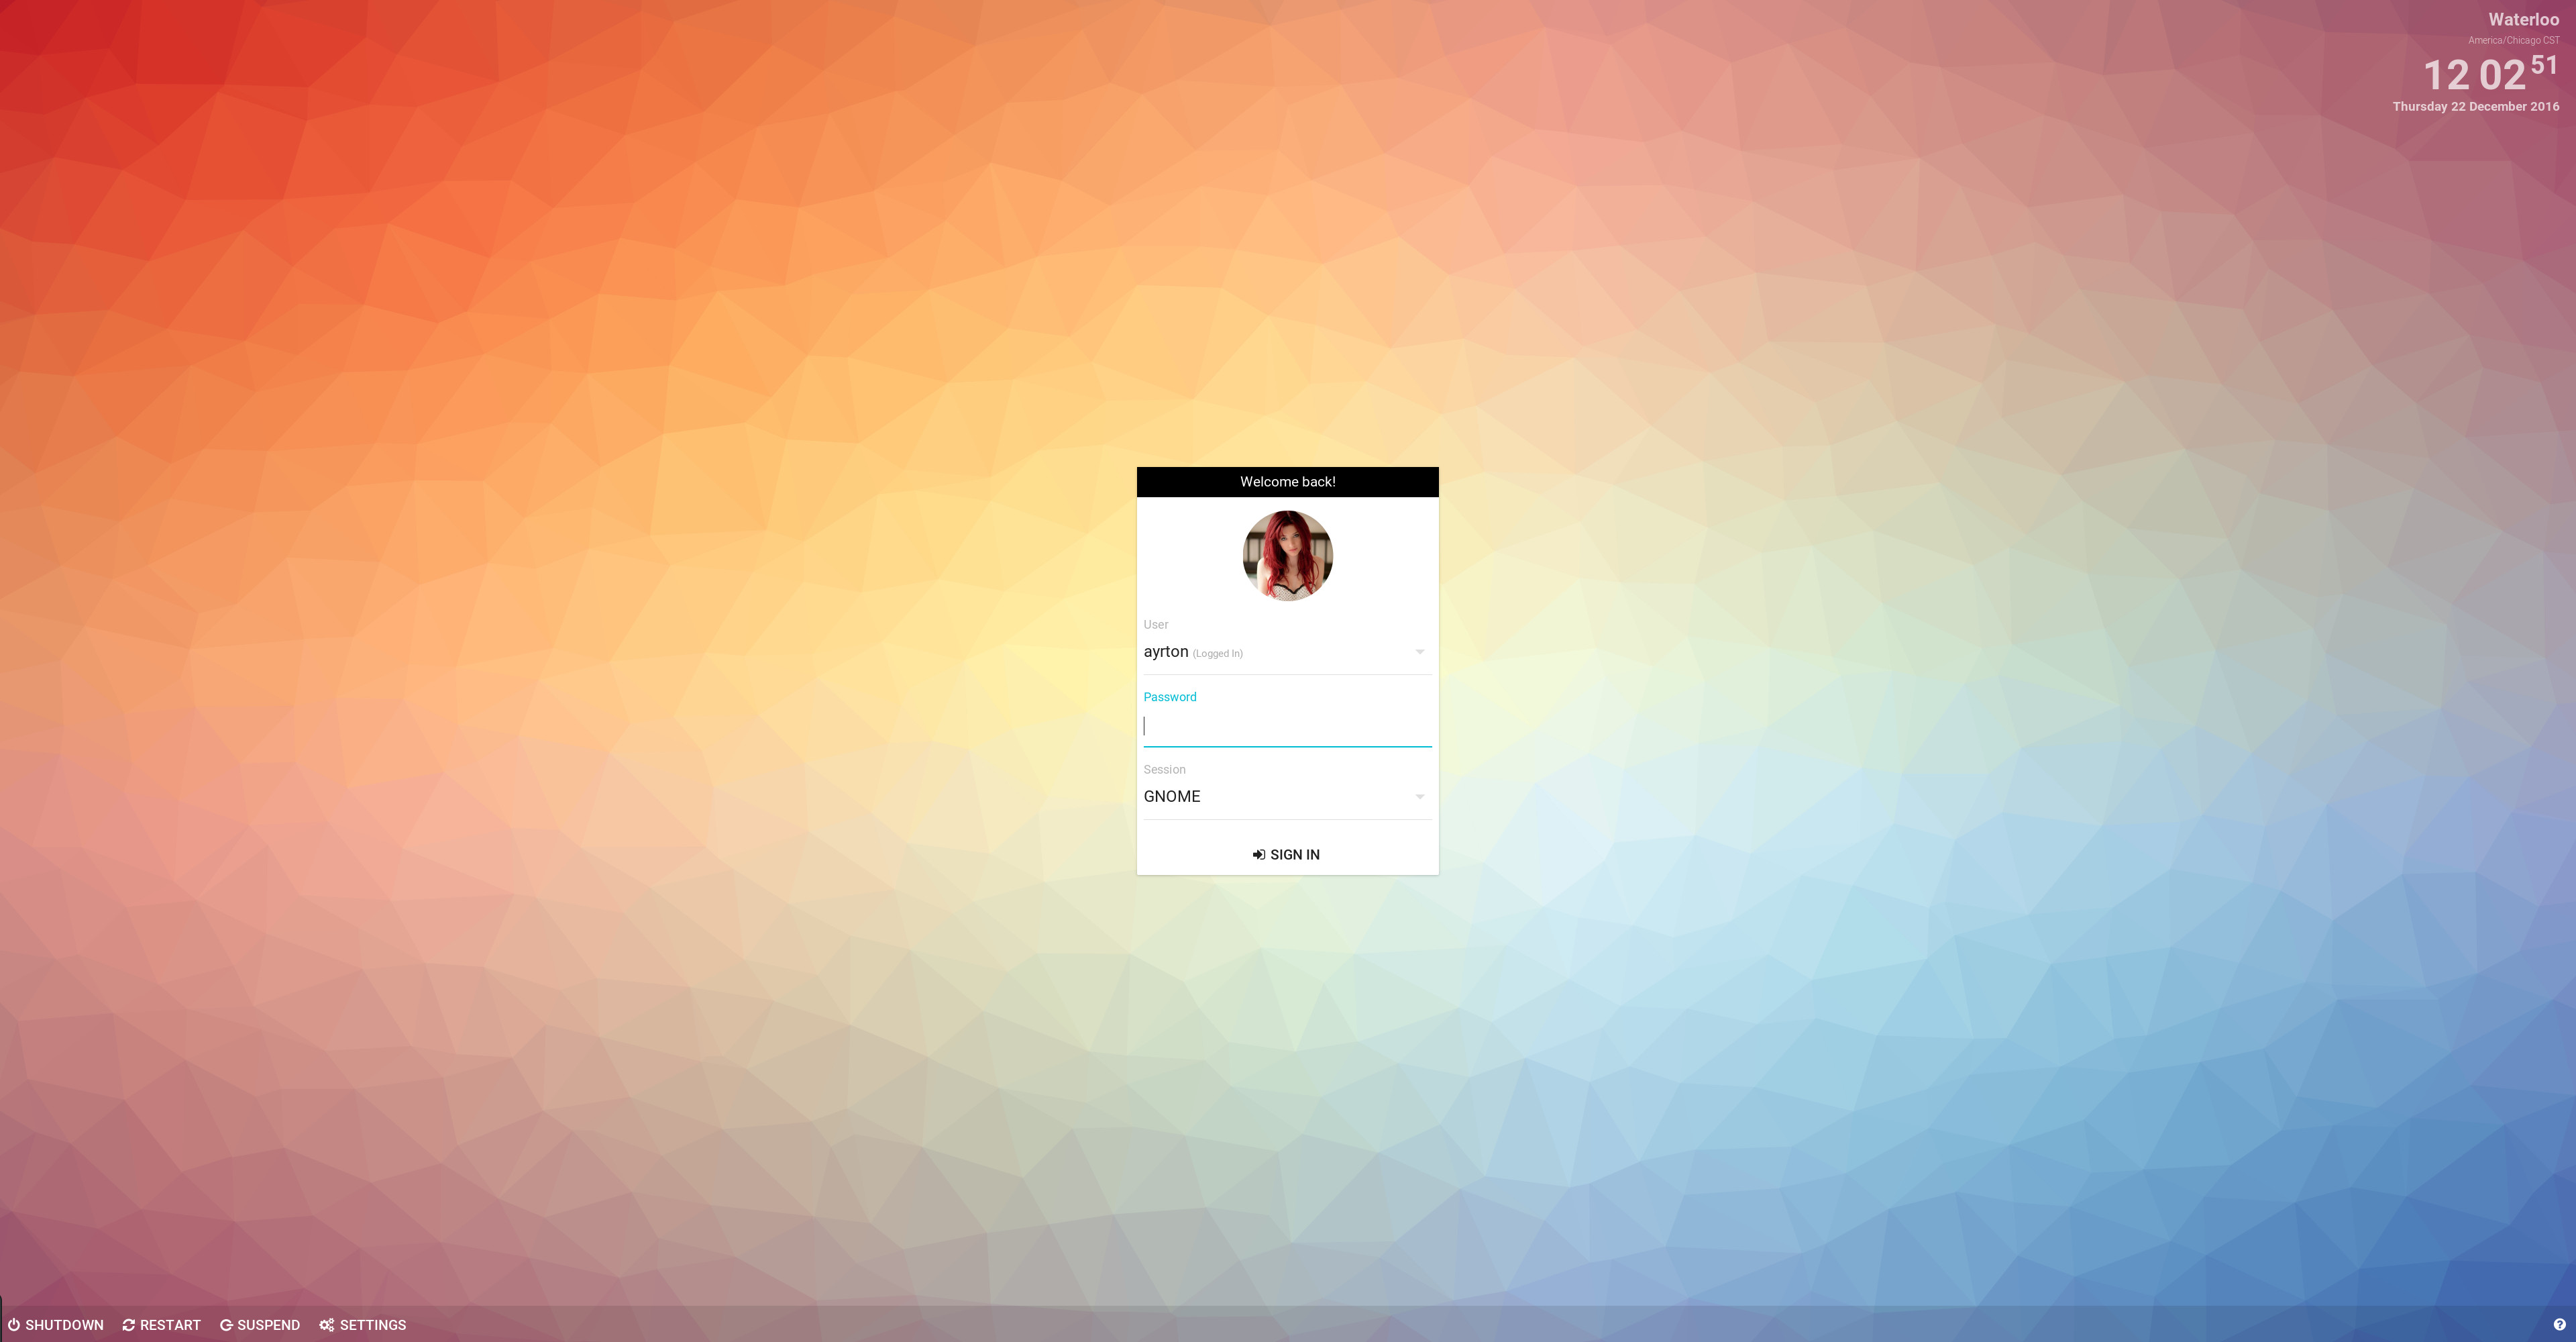 Waterloo
America/Chicago CST
12 02 51
Thursday 22 December 2016
Welcome back!
User
ayrton (Logged In)
Password
Session
GNOME
SIGN IN
SHUTDOWN RESTART SUSPEND SETTINGS